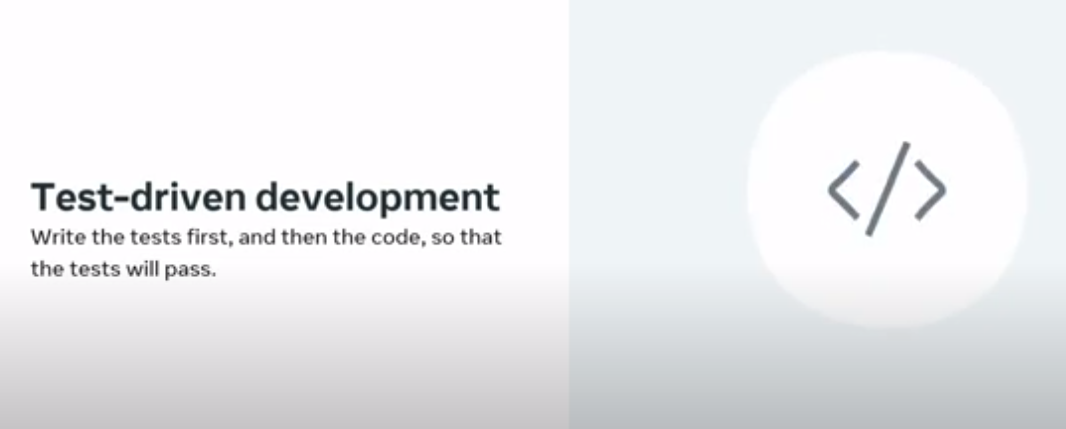 Test-driven development
Write the tests first, and then the code, so that
the tests will pass.
</>